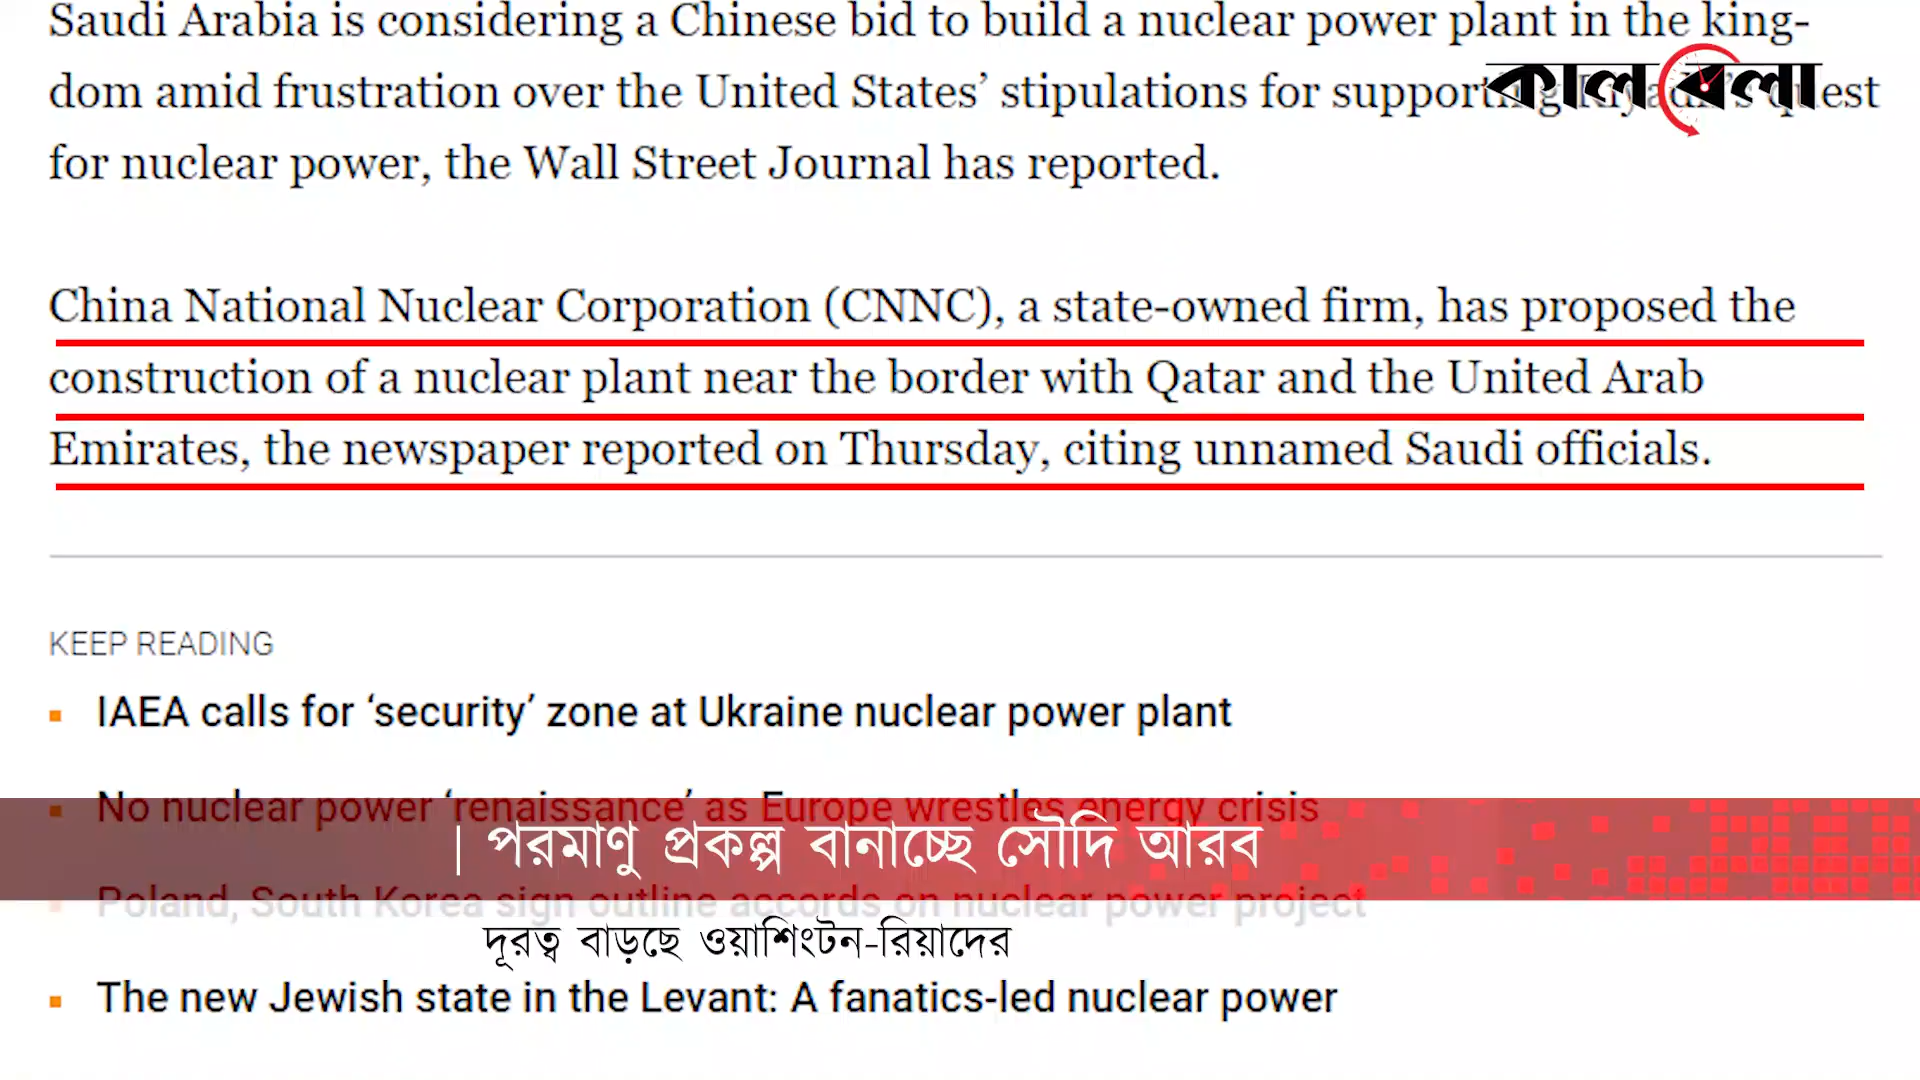 Saudi Arabia is considering a Chinese bid to build a nuclear power plant in the king-
dom amid frustration over the United States’ stipulations for supporting Riyadh’s quest
for nuclear power, the Wall Street Journal has reported.
কালবেলা
China National Nuclear Corporation (CNNC), a state-owned firm, has proposed the
construction of a nuclear plant near the border with Qatar and the United Arab
Emirates, the newspaper reported on Thursday, citing unnamed Saudi officials.
KEEP READING
IAEA calls for ‘security’ zone at Ukraine nuclear power plant
No nuclear power ‘renaissance’ as Europe wrestles energy crisis
| পরমাণু প্রকল্প বানাচ্ছে সৌদি আরব
Poland, South Korea sign outline accords on nuclear power project
দূরত্ব বাড়ছে ওয়াশিংটন-রিয়াদের
The new Jewish state in the Levant: A fanatics-led nuclear power